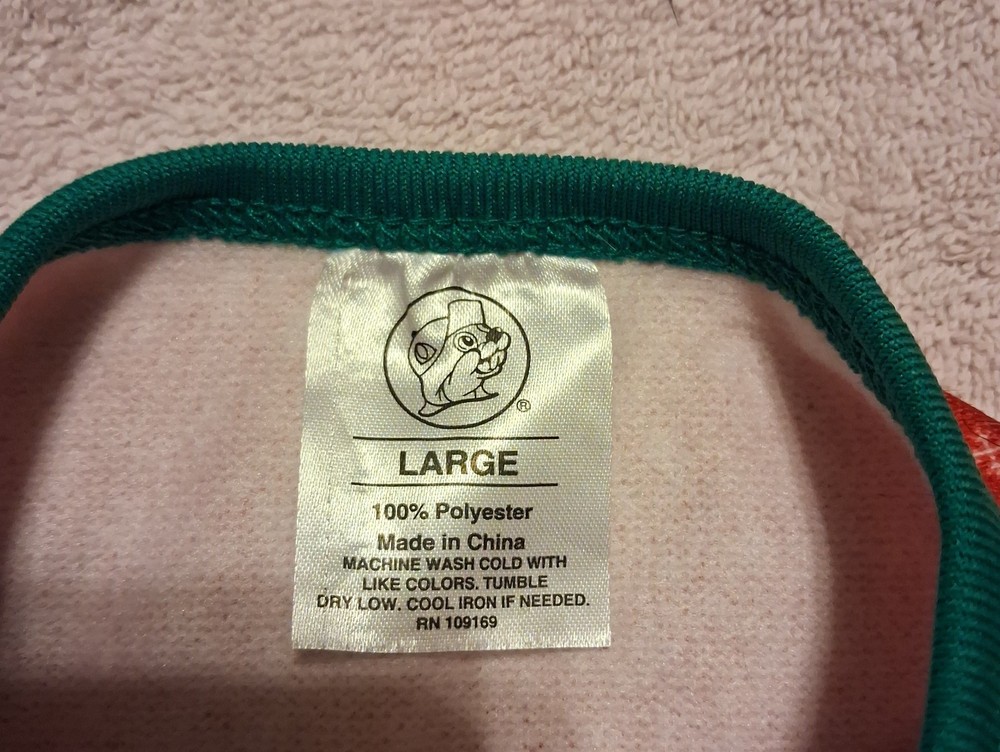 ®
LARGE
100% Polyester
Made in China
MACHINE WASH COLD WITH
LIKE COLORS. TUMBLE
DRY LOW. COOL IRON IF NEEDED.
RN 109169